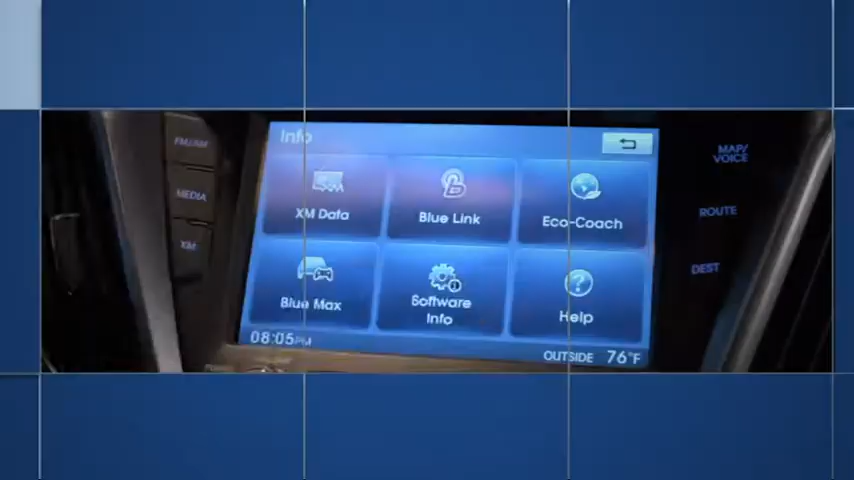 Info
FM/AM
MAP/
VOICE
MEDIA
XM Data
Blue Link
Eco-Coach
ROUTE
XM
DEST
Blue Max
Software
Info
Help
08:05PM
OUTSIDE 76°F